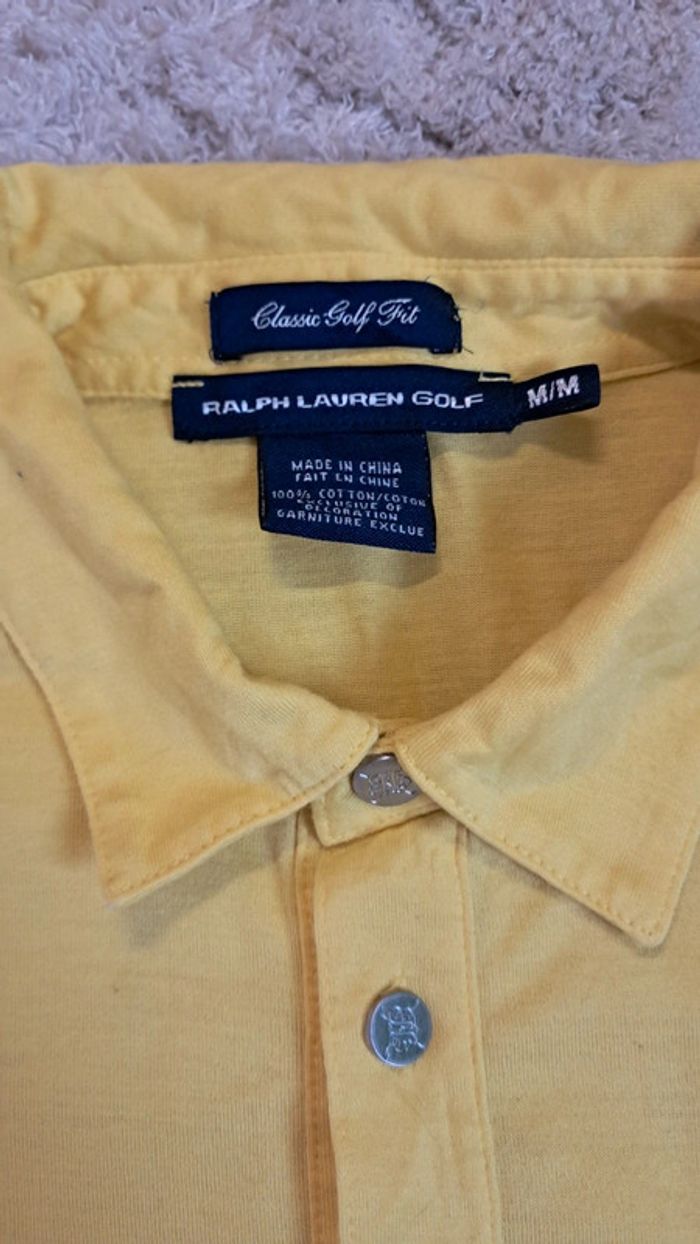 Classic Golf Fit
RALPH LAUREN GOLF
M/M
MADE IN CHINA
FAIT EN CHINE
100% COTTON/COTON
EXCLUSIVE OF
DECORATION
GARNITURE EXCLUE